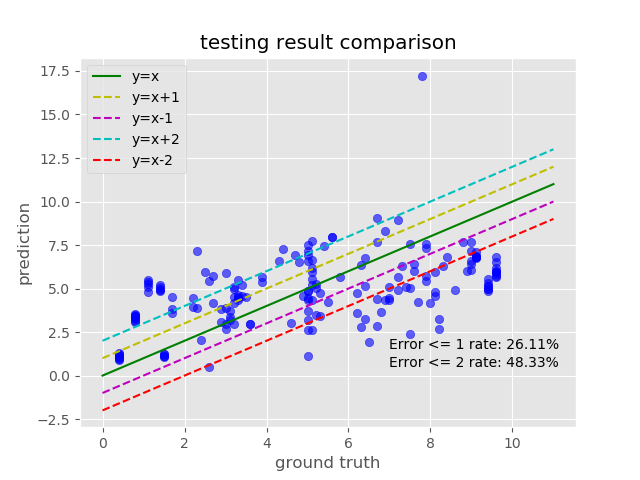 testing result comparison
y=x
y=x+1
y=x-1
y=x+2
y=x-2
17.5
15.0
12.5
10.0
7.5
5.0
2.5
0.0
−2.5
prediction
Error <= 1 rate: 26.11%
Error <= 2 rate: 48.33%
0 2 4 6 8 10
ground truth